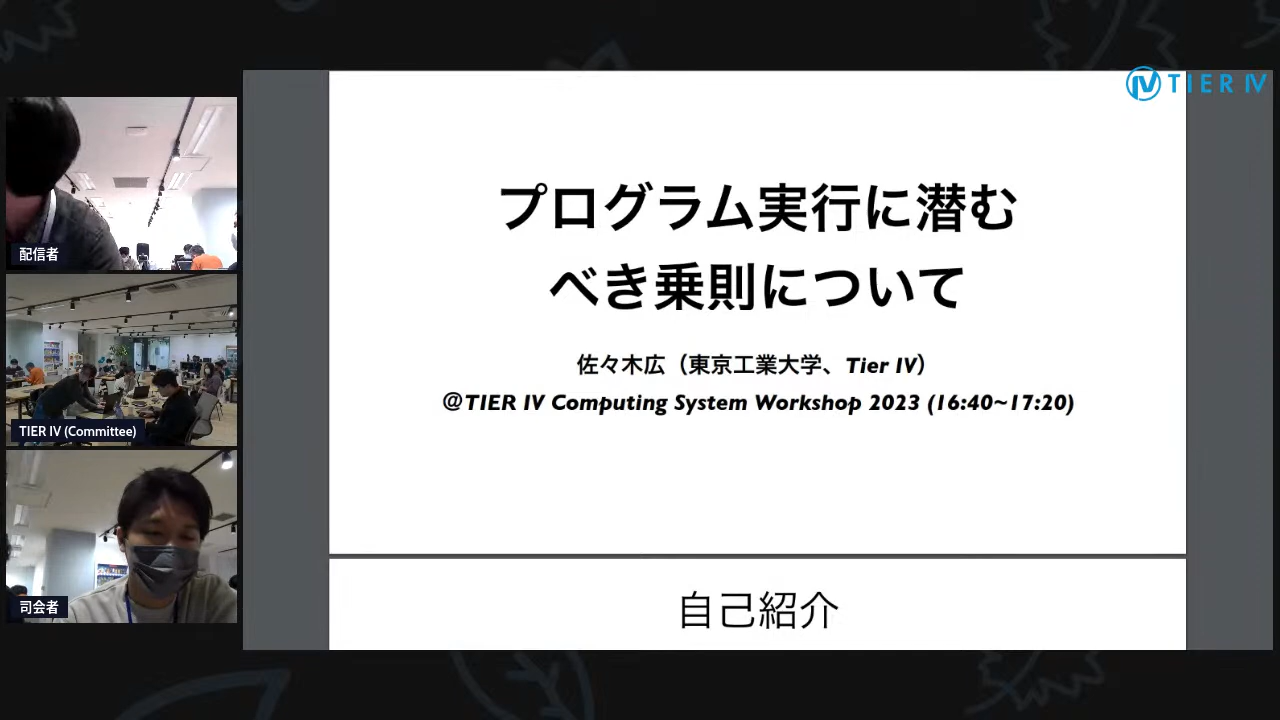 TIER IV
プログラム実行に潜む
べき乗則について
佐々木広（東京工業大学、Tier IV）
@TIER IV Computing System Workshop 2023 (16:40~17:20)
自己紹介
配信者
TIER IV (Committee)
司会者